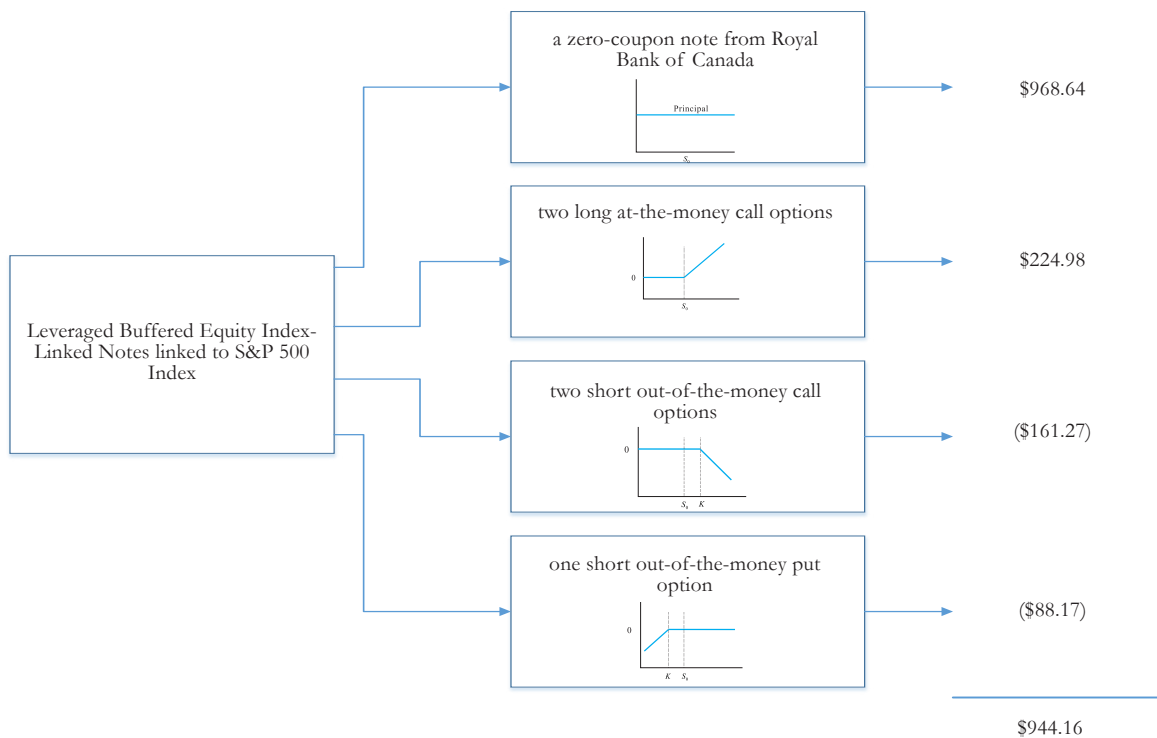 a zero-coupon note from Royal
Bank of Canada
Principal
S₀
$968.64
two long at-the-money call options
0
S₀
$224.98
Leveraged Buffered Equity Index-
Linked Notes linked to S&P 500
Index
two short out-of-the-money call
options
0
S₀ K
($161.27)
one short out-of-the-money put
option
0
K S₀
($88.17)
$944.16